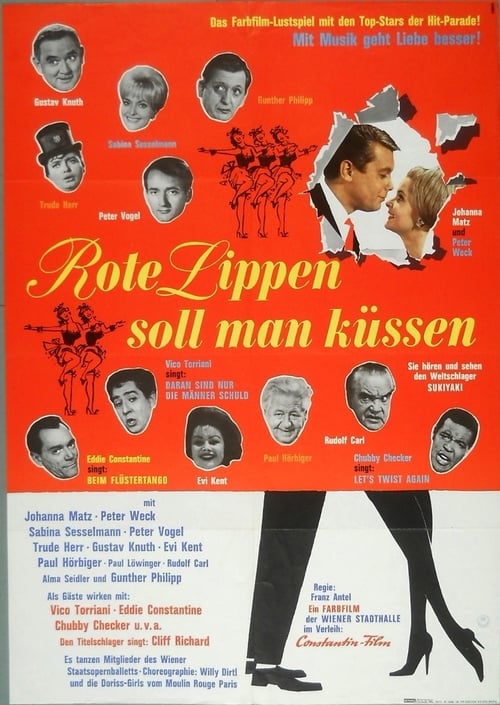 Das Farbfilm-Lustspiel mit den Top-Stars der Hit-Parade!
Mit Musik geht Liebe besser!
Gustav Knuth
Sabina Sesselmann
Gunther Philipp
Trude Herr
Peter Vogel
Johanna
Matz
und
Peter
Weck
Rote Lippen
soll man küssen
Vico Torriani
singt:
DARAN SIND NUR
DIE MÄNNER SCHULD
Sie hören und sehen
den Weltschlager
SUKIYAKI
Eddie Constantine
singt:
BEIM FLÜSTERTANGO
Evi Kent
Paul Hörbiger
Rudolf Carl
Chubby Checker
singt:
LET'S TWIST AGAIN
mit
Johanna Matz · Peter Weck
Sabina Sesselmann · Peter Vogel
Trude Herr · Gustav Knuth · Evi Kent
Paul Hörbiger · Paul Löwinger · Rudolf Carl
Alma Seidler und Gunther Philipp
Als Gäste wirken mit:
Vico Torriani · Eddie Constantine
Chubby Checker u.v.a.
Den Titelschlager singt: Cliff Richard
Es tanzen Mitglieder des Wiener
Staatsopernballetts · Choreographie: Willy Dirtl
und die Doriss-Girls vom Moulin Rouge Paris
Regie:
Franz Antel
Ein FARBFILM
der WIENER STADTHALLE
im Verleih:
Constantin-Film